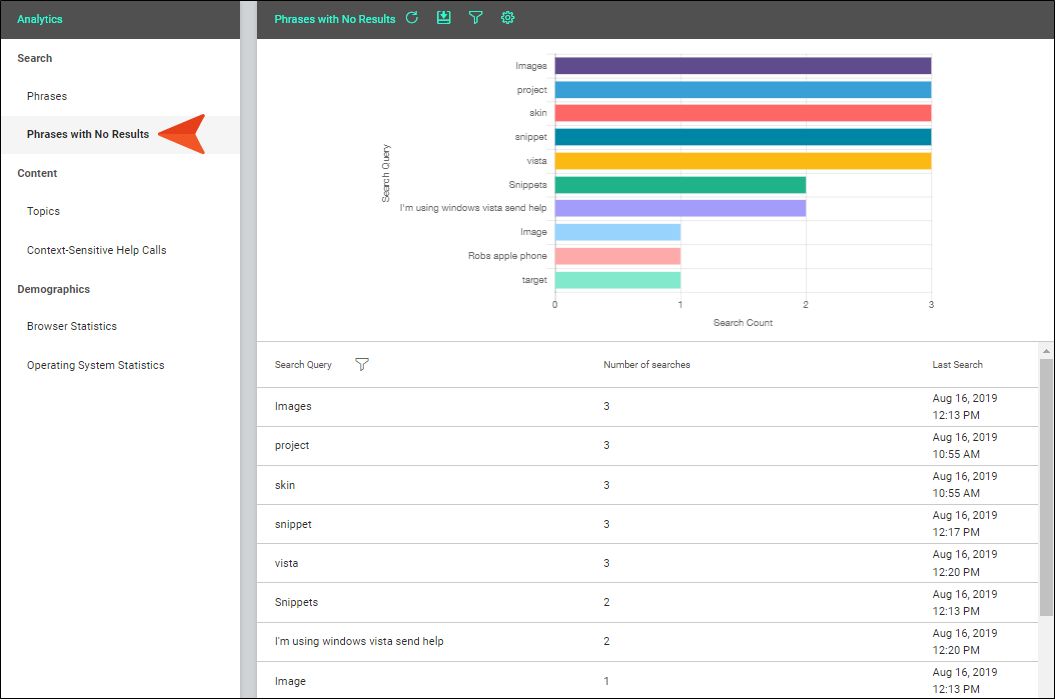 Analytics
Search
Phrases
Phrases with No Results
Content
Topics
Context-Sensitive Help Calls
Demographics
Browser Statistics
Operating System Statistics
Phrases with No Results
Search Query
Images
project
skin
snippet
vista
Snippets
I'm using windows vista send help
Image
Robs apple phone
target
0 1 2 3
Search Count
Search Query Number of searches Last Search
Images 3 Aug 16, 2019
12:13 PM
project 3 Aug 16, 2019
10:55 AM
skin 3 Aug 16, 2019
10:55 AM
snippet 3 Aug 16, 2019
12:17 PM
vista 3 Aug 16, 2019
12:20 PM
Snippets 2 Aug 16, 2019
12:13 PM
I'm using windows vista send help 2 Aug 16, 2019
12:20 PM
Image 1 Aug 16, 2019
12:13 PM